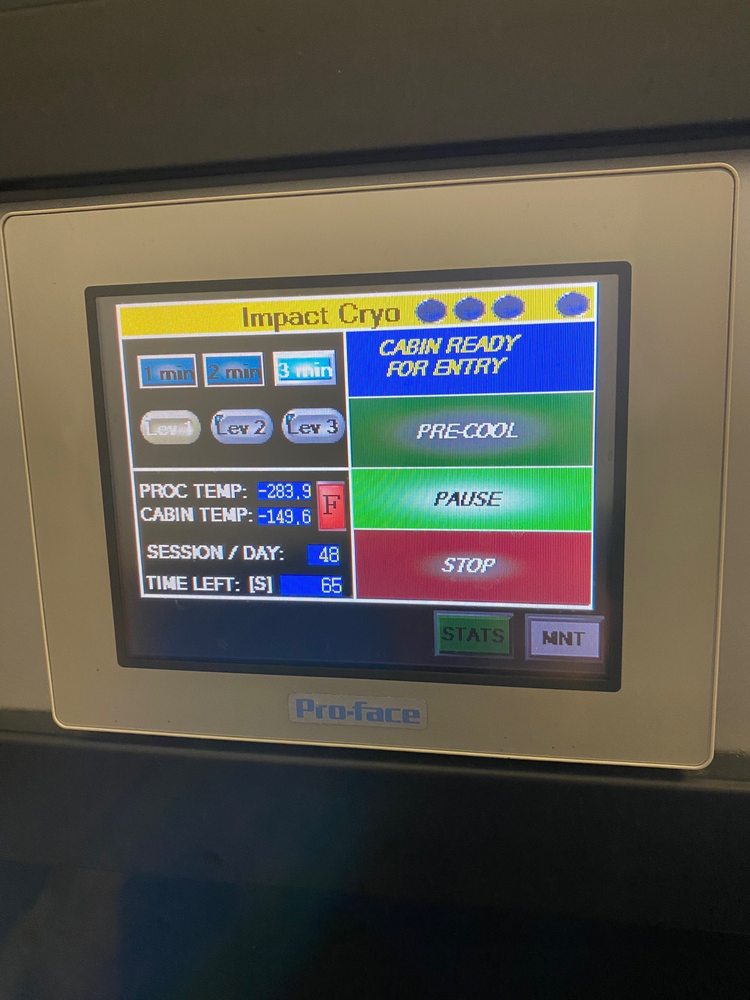 Impact Cryo
1 min 2 min 3 min
Lev 1 Lev 2 Lev 3
CABIN READY
FOR ENTRY
PRE-COOL
PAUSE
STOP
PROC TEMP: -283.9
CABIN TEMP: -149.6
F
SESSION / DAY: 48
TIME LEFT: [S] 65
STATS MNT
Pro-face